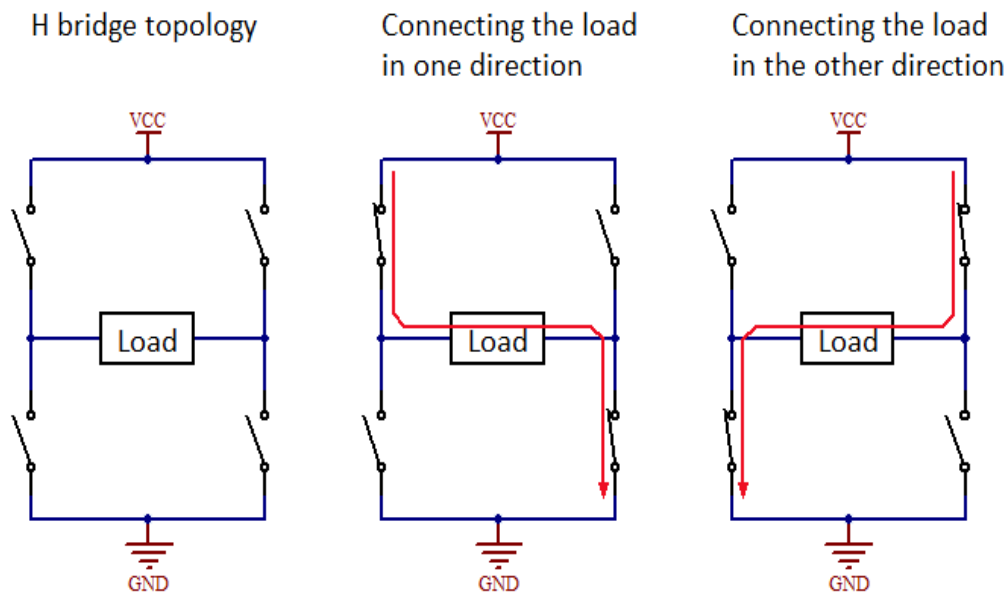 H bridge topology
Connecting the load
in one direction
Connecting the load
in the other direction
VCC
VCC
VCC
Load
Load
Load
GND
GND
GND